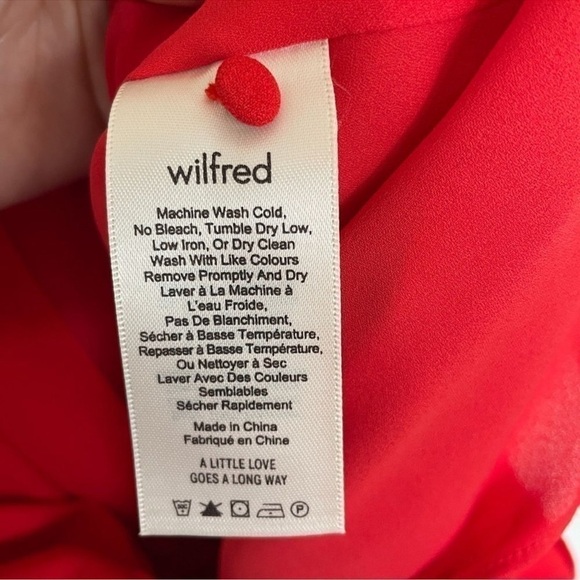 wilfred
Machine Wash Cold,
No Bleach, Tumble Dry Low,
Low Iron, Or Dry Clean
Wash With Like Colours
Remove Promptly And Dry
Laver à La Machine à
L'eau Froide,
Pas De Blanchiment,
Sécher à Basse Température,
Repasser à Basse Température,
Ou Nettoyer à Sec
Laver Avec Des Couleurs
Semblables
Sécher Rapidement
Made in China
Fabriqué en Chine
A LITTLE LOVE
GOES A LONG WAY
P